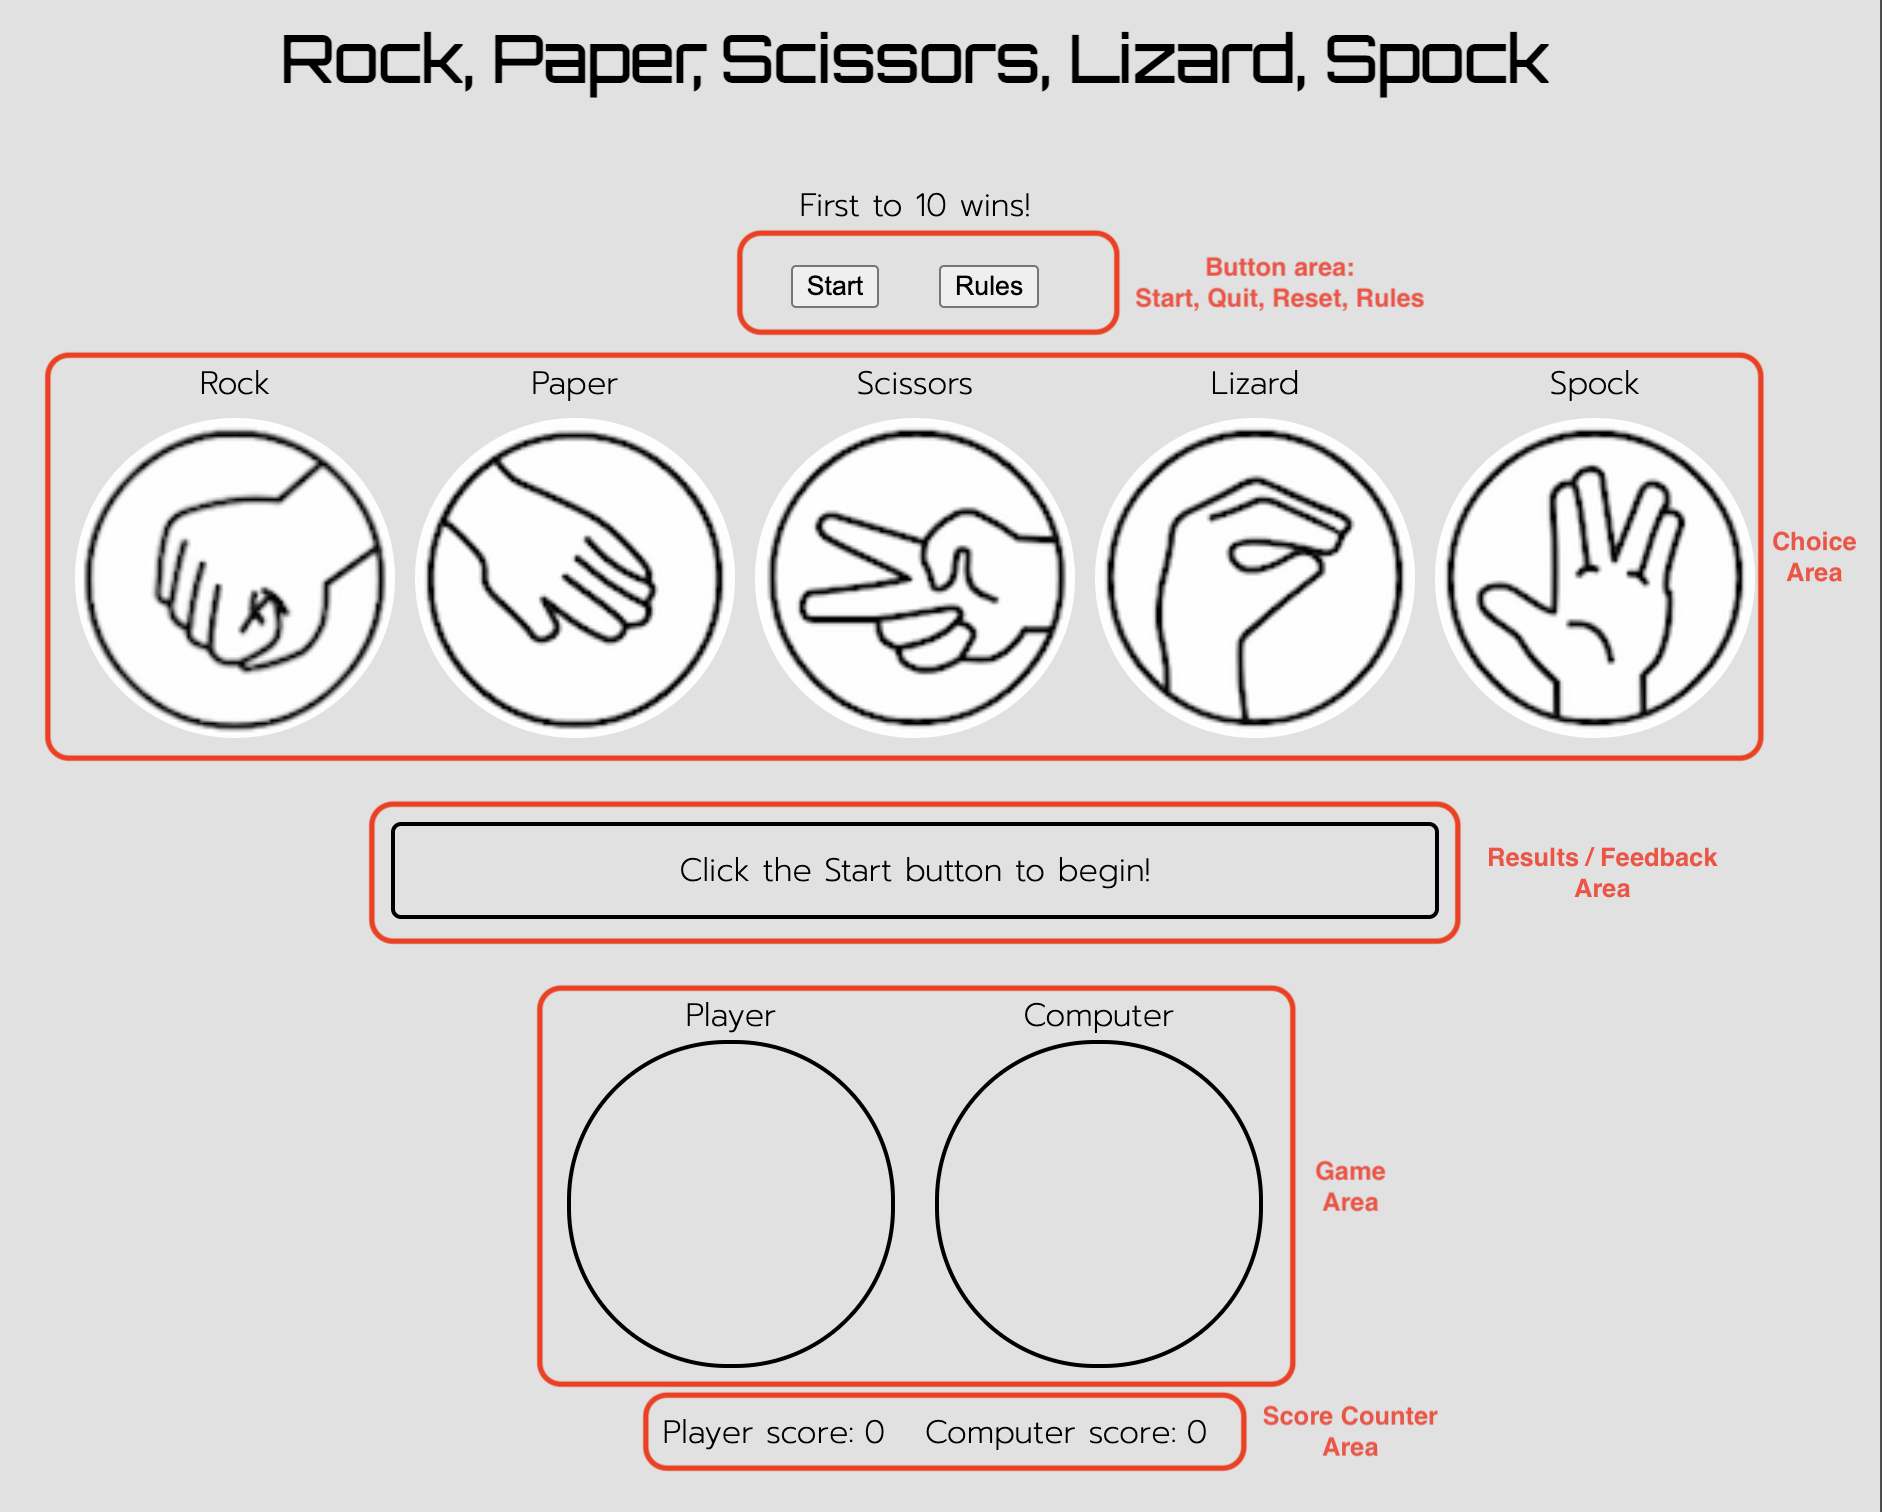 Rock, Paper, Scissors, Lizard, Spock
First to 10 wins!
Start Rules
Button area:
Start, Quit, Reset, Rules
Rock Paper Scissors Lizard Spock
Choice
Area
Click the Start button to begin!
Results / Feedback
Area
Player Computer
Game
Area
Player score: 0 Computer score: 0
Score Counter
Area